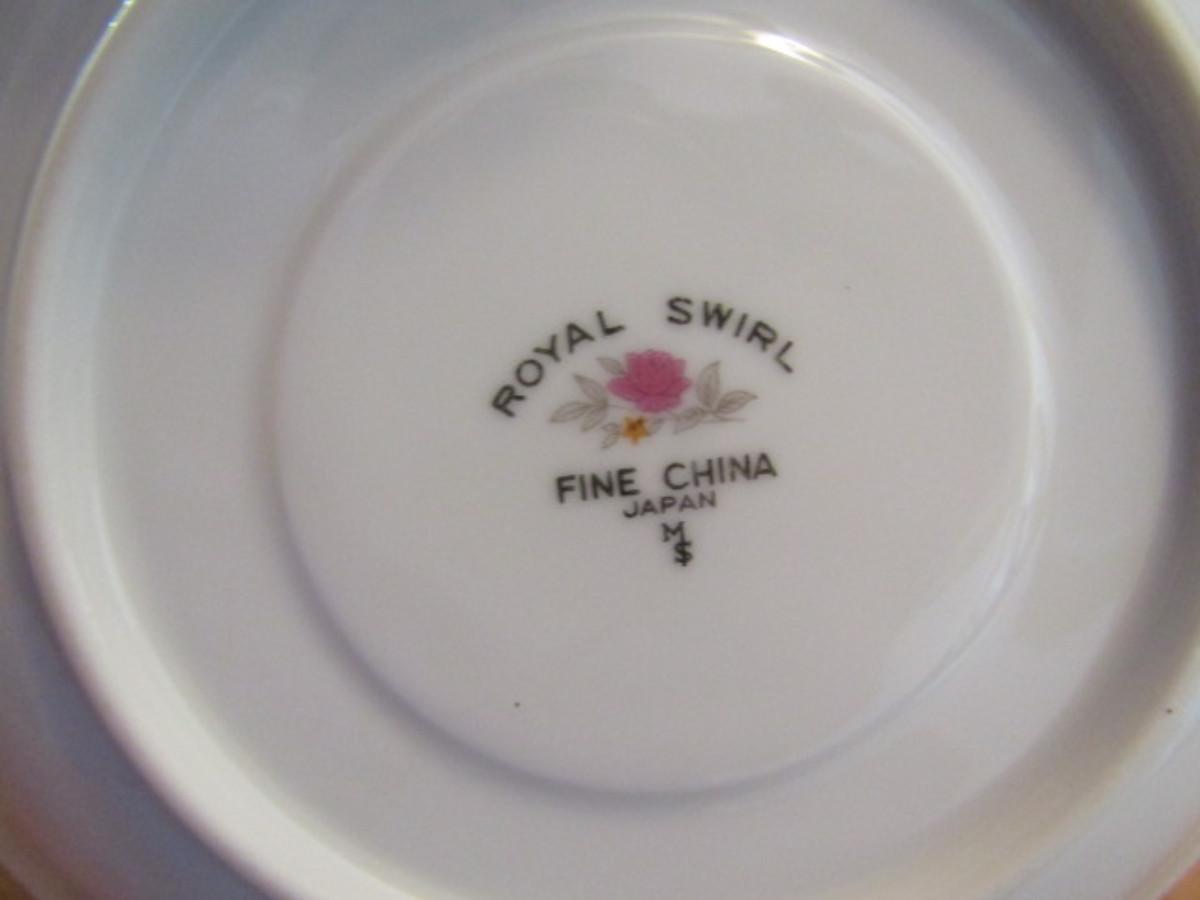 ROYAL SWIRL
FINE CHINA
JAPAN
M
$